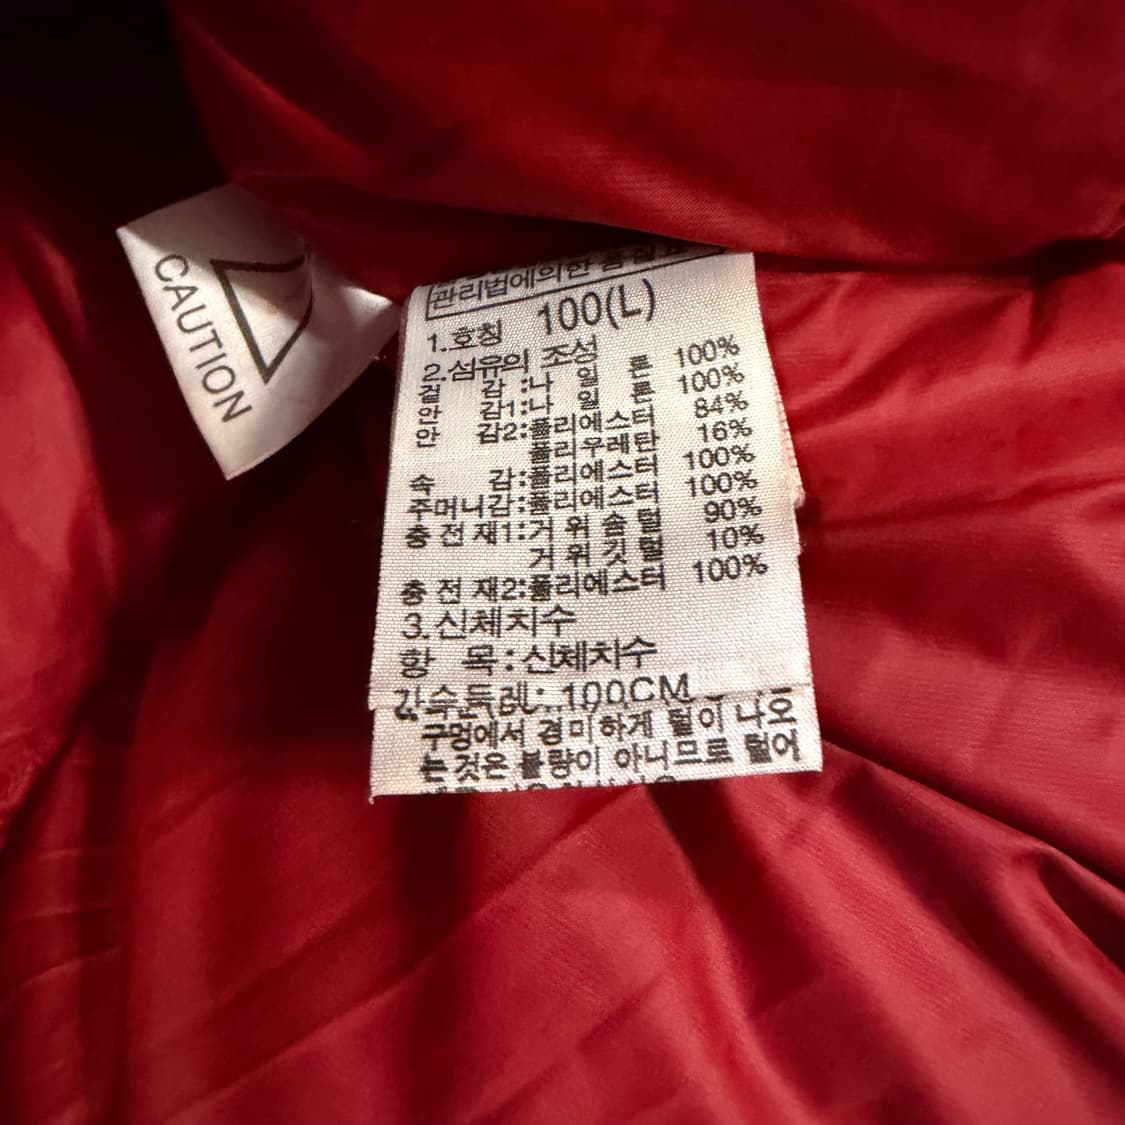 CAUTION
관리법에의한 품질표
1.호칭 100(L)
2.섬유의 조성
겉 감 :나 일 론 100%
안 감1:나 일 론 100%
안 감2:폴리에스터 84%
폴리우레탄 16%
속 감:폴리에스터 100%
주머니감:폴리에스터 100%
충 전 재1:거 위 솜 털 90%
거 위 깃 털 10%
충 전 재2:폴리에스터 100%
3.신체치수
항 목:신체치수
가슴둘레: 100CM
구멍에서 경미하게 털이 나오
는 것은 불량이 아니므로 털어